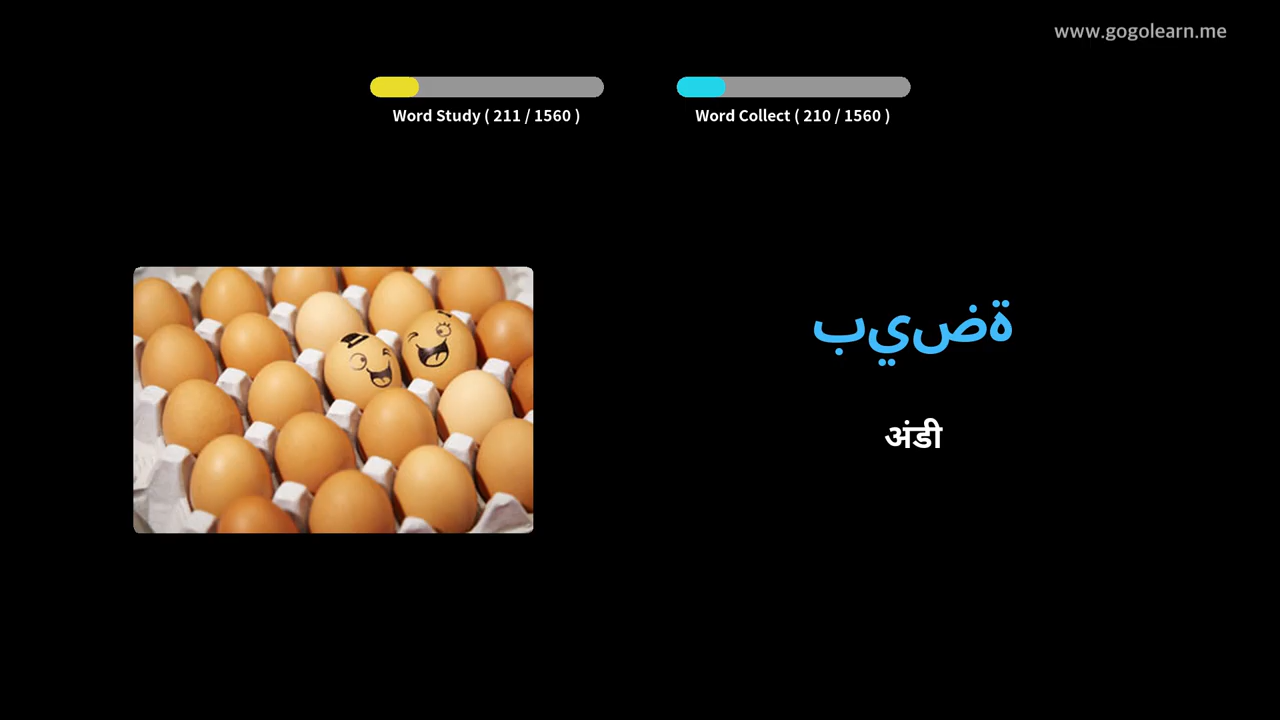 www.gogolearn.me
Word Study ( 211 / 1560 )
Word Collect ( 210 / 1560 )
بيضة
अंडी